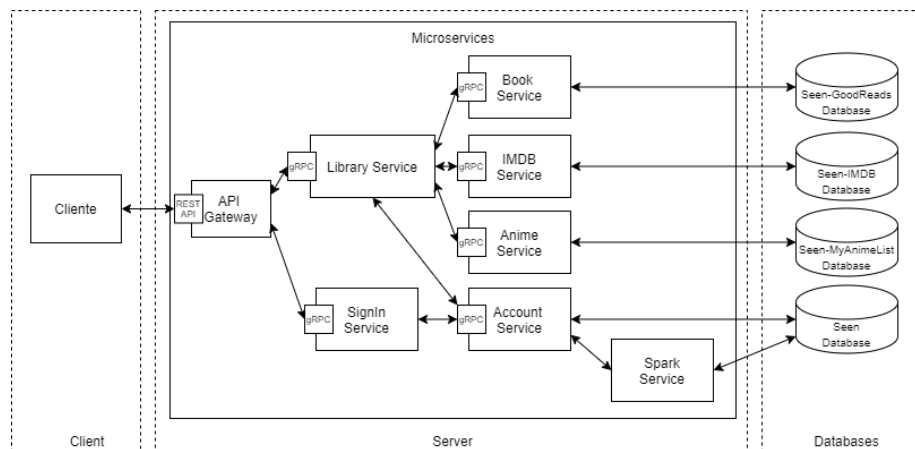 Microservices
Cliente
REST
API
API
Gateway
gRPC
Library Service
gRPC
SignIn
Service
gRPC
Book
Service
gRPC
IMDB
Service
gRPC
Anime
Service
gRPC
Account
Service
Spark
Service
Seen-GoodReads
Database
Seen-IMDB
Database
Seen-MyAnimeList
Database
Seen
Database
Client
Server
Databases